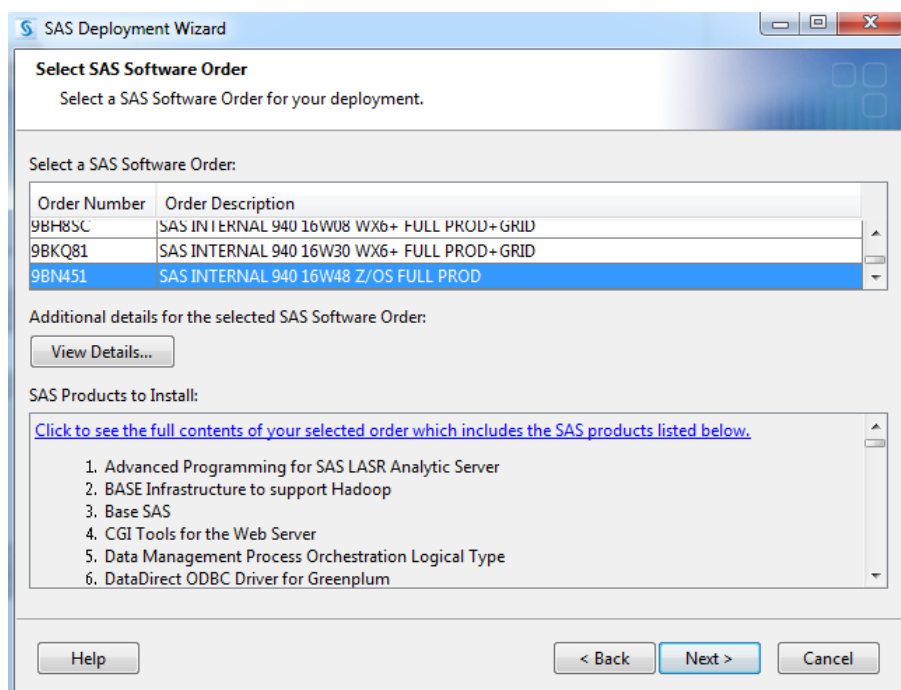 SAS Deployment Wizard
Select SAS Software Order
Select a SAS Software Order for your deployment.
Select a SAS Software Order:
Order Number Order Description
9BH8SC SAS INTERNAL 940 16W08 WX6+ FULL PROD+GRID
9BKQ81 SAS INTERNAL 940 16W30 WX6+ FULL PROD+GRID
9BN451 SAS INTERNAL 940 16W48 Z/OS FULL PROD
Additional details for the selected SAS Software Order:
View Details...
SAS Products to Install:
Click to see the full contents of your selected order which includes the SAS products listed below.
1. Advanced Programming for SAS LASR Analytic Server
2. BASE Infrastructure to support Hadoop
3. Base SAS
4. CGI Tools for the Web Server
5. Data Management Process Orchestration Logical Type
6. DataDirect ODBC Driver for Greenplum
Help < Back Next > Cancel